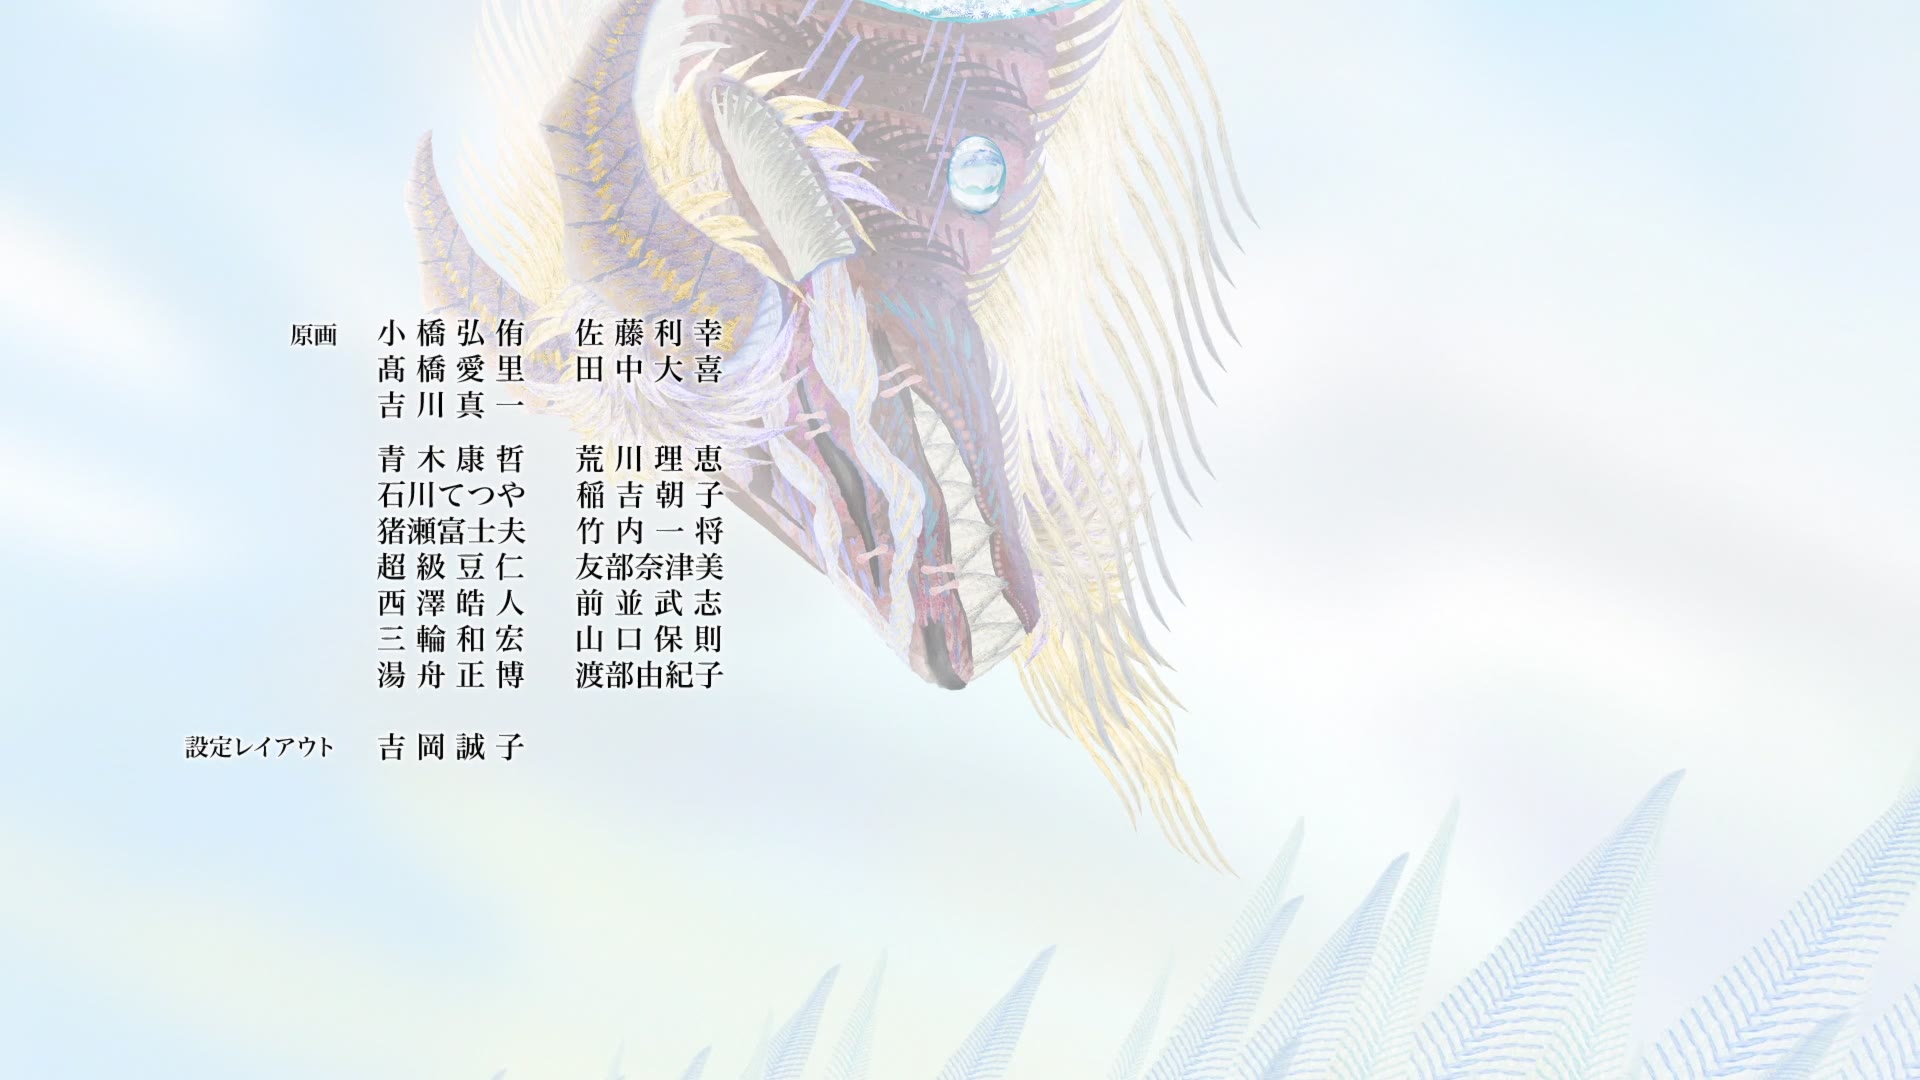 原画 小橋弘侑 佐藤利幸
髙橋愛里 田中大喜
吉川真一
青木康哲 荒川理恵
石川てつや 稲吉朝子
猪瀬富士夫 竹内一将
超級豆仁 友部奈津美
西澤皓人 前並武志
三輪和宏 山口保則
湯舟正博 渡部由紀子
設定レイアウト 吉岡誠子